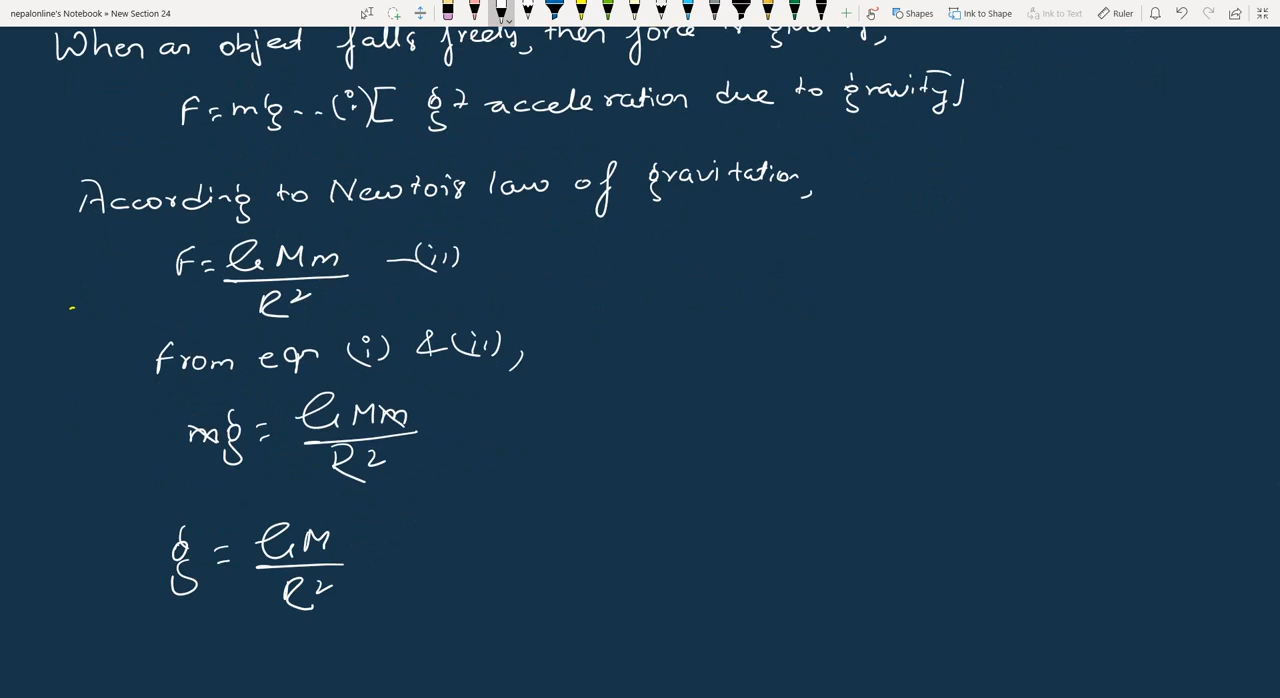 nepalonline's Notebook » New Section 24
Shapes Ink to Shape Ink to Text Ruler
When an object falls freely, then force is given,
F = mg - - (i) [ g → acceleration due to gravity]
According to Newton's law of gravitation,
F = GMm/R² —(ii)
from eqn (i) & (ii),
mg = GMm/R²
g = GM/R²